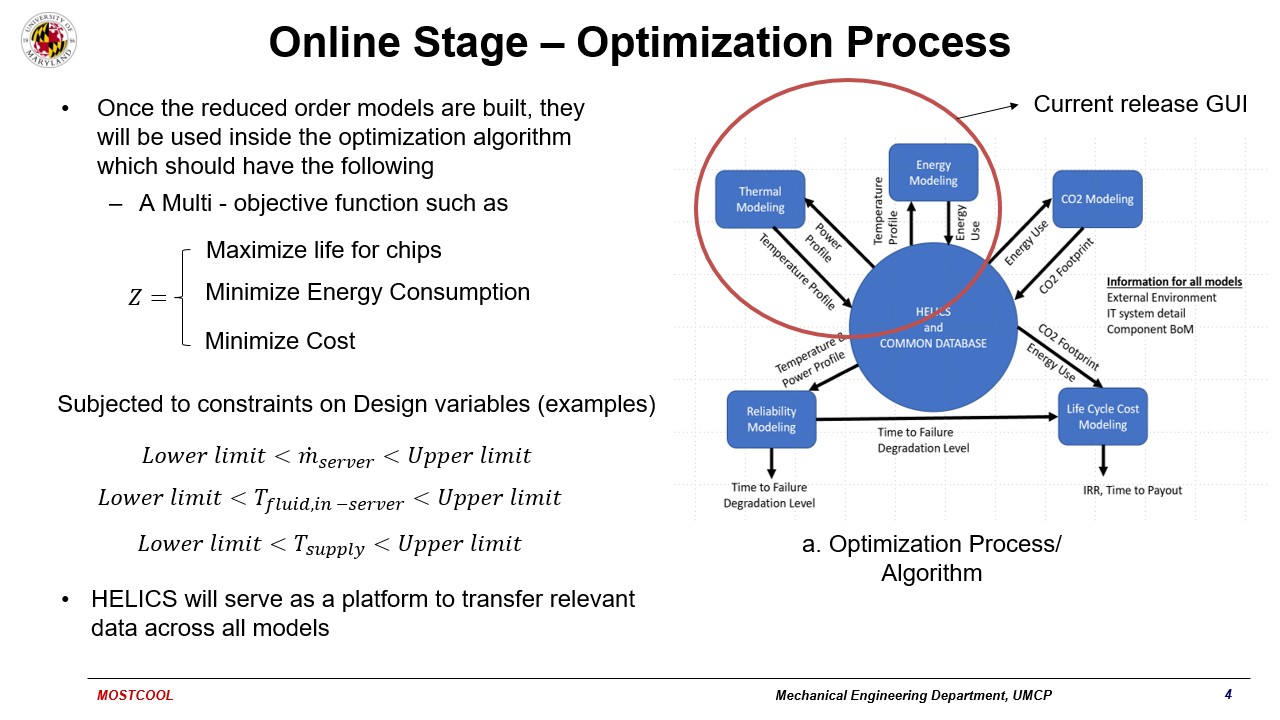 UNIVERSITY OF
18 56
MARYLAND
Online Stage – Optimization Process
• Once the reduced order models are built, they
will be used inside the optimization algorithm
which should have the following
– A Multi - objective function such as
Z =
Maximize life for chips
Minimize Energy Consumption
Minimize Cost
Subjected to constraints on Design variables (examples)
Lower limit < ṁ_server < Upper limit
Lower limit < T_fluid,in −server < Upper limit
Lower limit < T_supply < Upper limit
• HELICS will serve as a platform to transfer relevant
data across all models
Current release GUI
Energy
Modeling
Thermal
Modeling
CO2 Modeling
Temperature
Profile
Energy
Use
Power
Profile
Temperature Profile
Energy Use
CO2 Footprint
Information for all models
External Environment
IT system detail
Component BoM
HELICS
and
COMMON DATABASE
Temperature &
Power Profile
CO2 Footprint
Energy Use
Reliability
Modeling
Life Cycle Cost
Modeling
Time to Failure
Degradation Level
Time to Failure
Degradation Level
IRR, Time to Payout
a. Optimization Process/
Algorithm
MOSTCOOL
Mechanical Engineering Department, UMCP
4